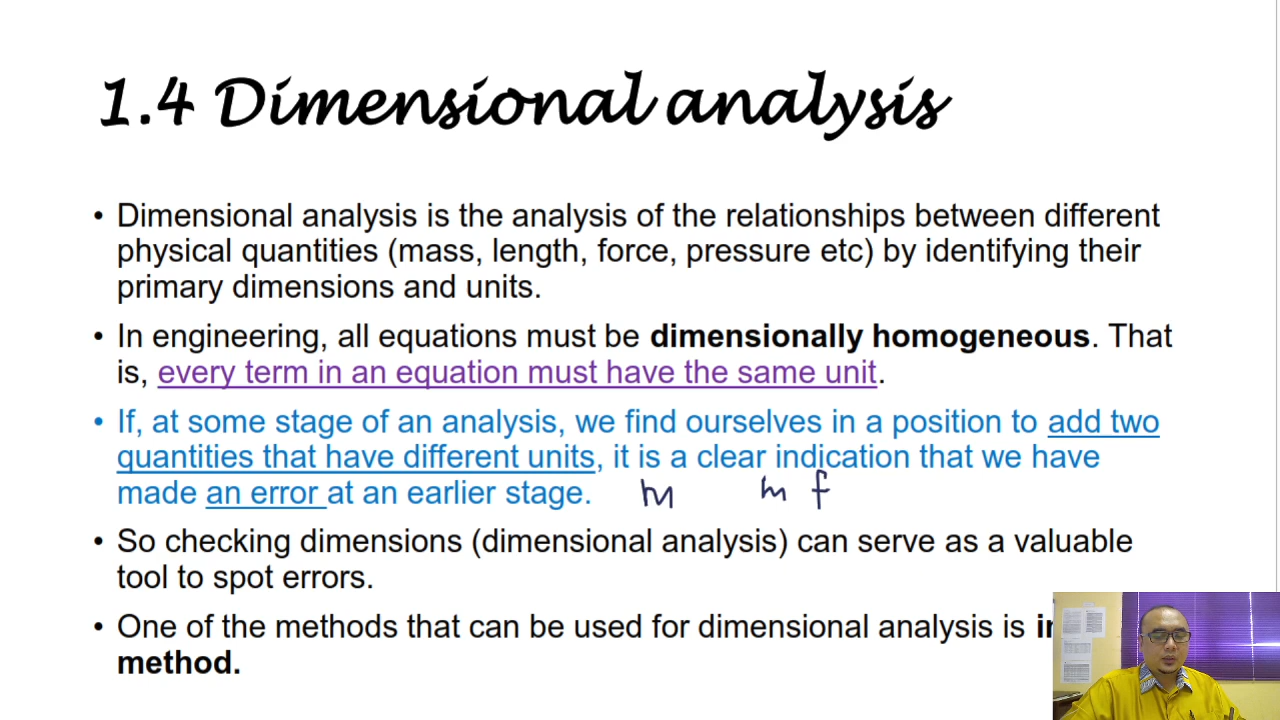 1.4 Dimensional analysis
• Dimensional analysis is the analysis of the relationships between different
physical quantities (mass, length, force, pressure etc) by identifying their
primary dimensions and units.
• In engineering, all equations must be dimensionally homogeneous. That
is, every term in an equation must have the same unit.
• If, at some stage of an analysis, we find ourselves in a position to add two
quantities that have different units, it is a clear indication that we have
made an error at an earlier stage. m m f
• So checking dimensions (dimensional analysis) can serve as a valuable
tool to spot errors.
• One of the methods that can be used for dimensional analysis is
method.